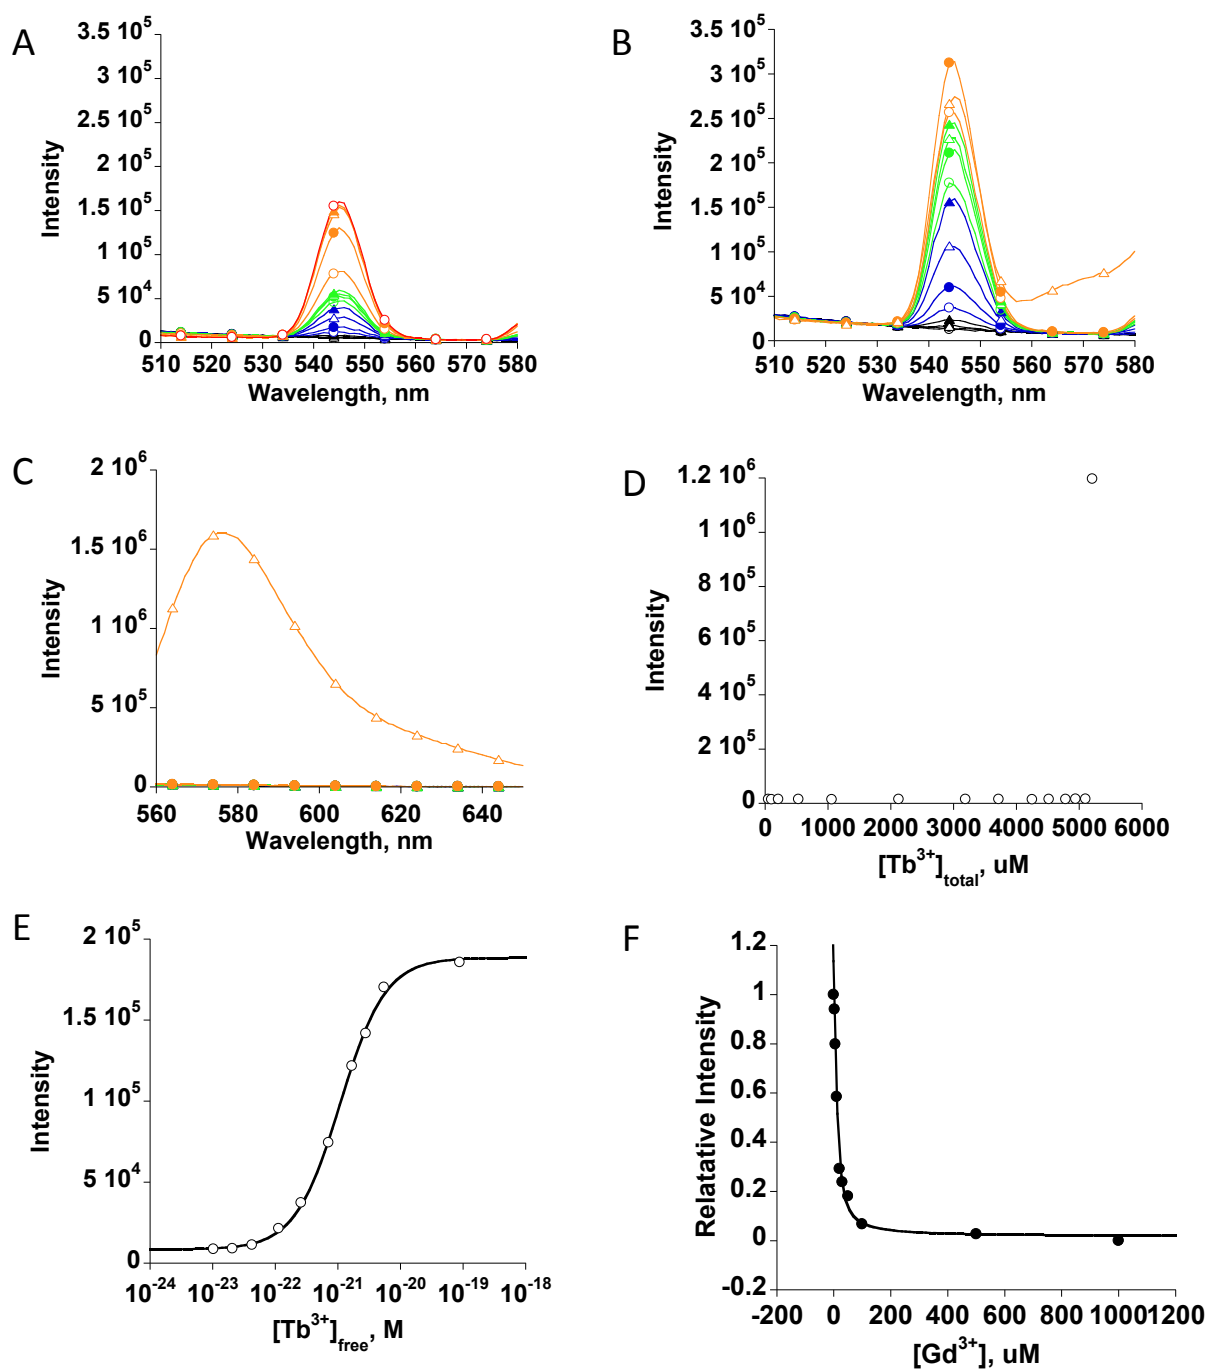 A
3.5 10^5
3 10^5
2.5 10^5
2 10^5
1.5 10^5
1 10^5
5 10^4
0
510 520 530 540 550 560 570 580
Intensity
Wavelength, nm
B
3.5 10^5
3 10^5
2.5 10^5
2 10^5
1.5 10^5
1 10^5
5 10^4
0
510 520 530 540 550 560 570 580
Intensity
Wavelength, nm
C
2 10^6
1.5 10^6
1 10^6
5 10^5
0
560 580 600 620 640
Intensity
Wavelength, nm
D
1.2 10^6
1 10^6
8 10^5
6 10^5
4 10^5
2 10^5
0
0 1000 2000 3000 4000 5000 6000
Intensity
[Tb^3+]_total, uM
E
2 10^5
1.5 10^5
1 10^5
5 10^4
0
10^-24 10^-23 10^-22 10^-21 10^-20 10^-19 10^-18
Intensity
[Tb^3+]_free, M
F
1.2
1
0.8
0.6
0.4
0.2
0
-0.2
-200 0 200 400 600 800 10001200
Relatative Intensity
[Gd^3+], uM